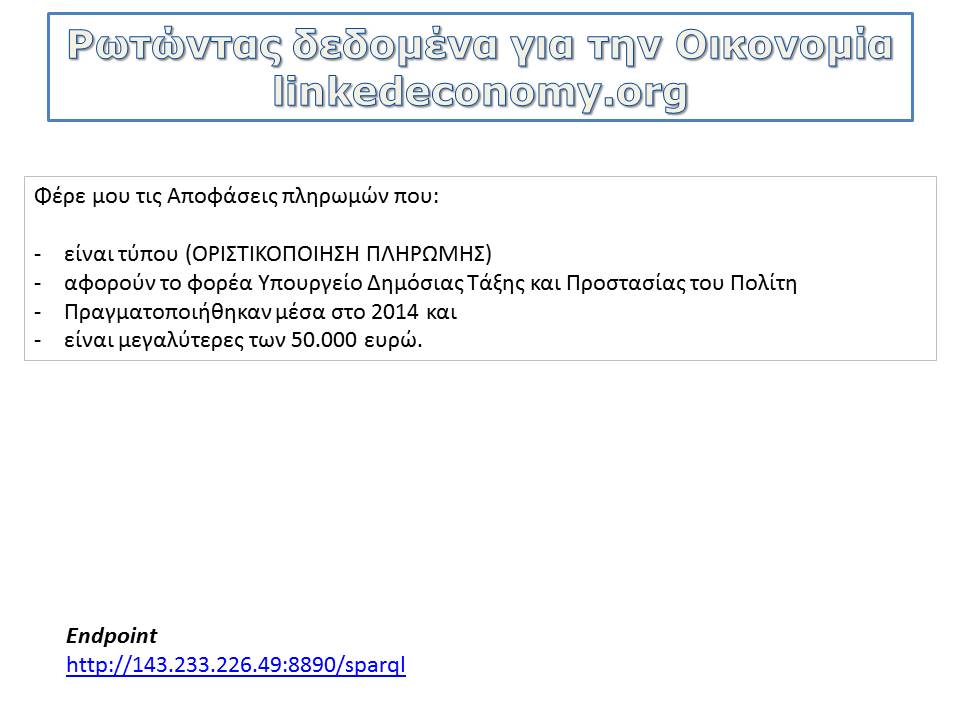 Ρωτώντας δεδομένα για την Οικονομία
linkedeconomy.org
Φέρε μου τις Αποφάσεις πληρωμών που:
- είναι τύπου (ΟΡΙΣΤΙΚΟΠΟΙΗΣΗ ΠΛΗΡΩΜΗΣ)
- αφορούν το φορέα Υπουργείο Δημόσιας Τάξης και Προστασίας του Πολίτη
- Πραγματοποιήθηκαν μέσα στο 2014 και
- είναι μεγαλύτερες των 50.000 ευρώ.
Endpoint
http://143.233.226.49:8890/sparql